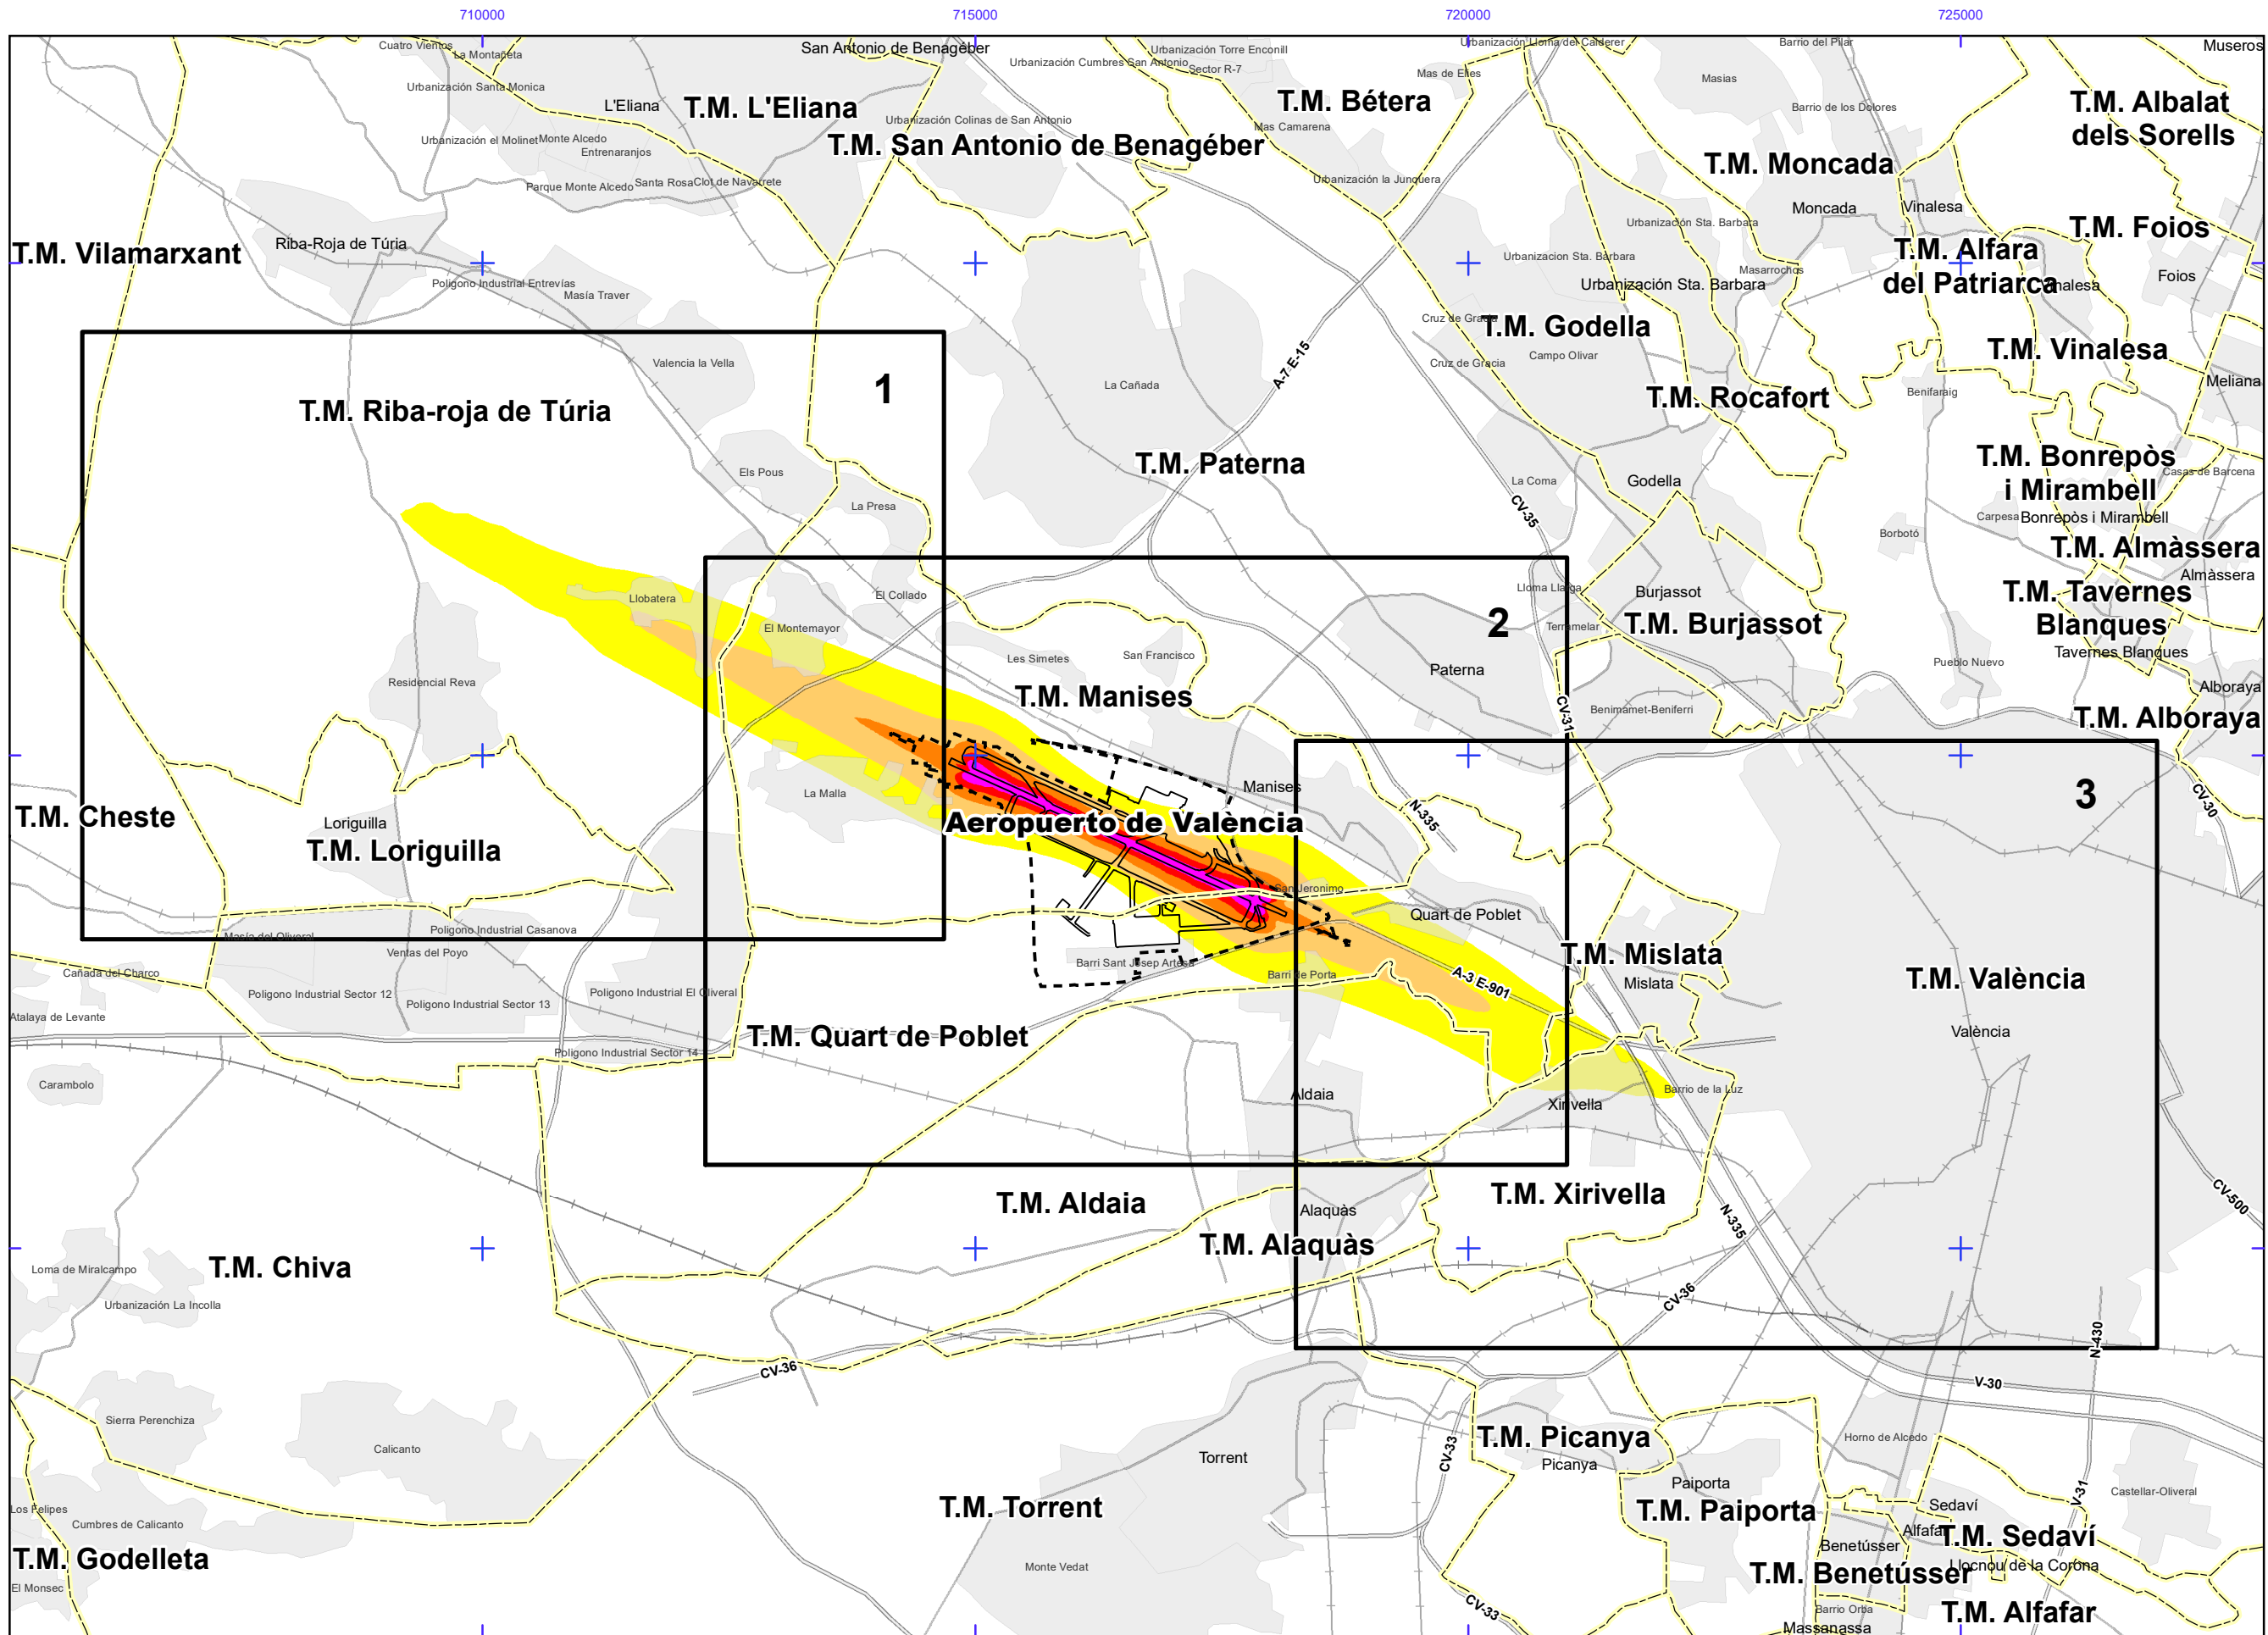 710000
715000
720000
725000
Cuatro Vientos
La Montañeta
San Antonio de Benagéber
Urbanización Torre Enconill
Urbanización Lloma del Calderer
Barrio del Pilar
Museros
Urbanización Cumbres San Antonio
Sector R-7
Mas de Elies
Masias
Urbanización Santa Monica
L'Eliana
T.M. L'Eliana
T.M. Bétera
Barrio de los Dolores
T.M. Albalat
dels Sorells
Urbanización Colinas de San Antonio
Mas Camarena
Urbanización el Molinet
Monte Alcedo
Entrenaranjos
T.M. San Antonio de Benagéber
T.M. Moncada
Parque Monte Alcedo
Santa Rosa
Clot de Navarrete
Urbanización la Junquera
Moncada
Vinalesa
Urbanización Sta. Barbara
T.M. Foios
T.M. Vilamarxant
Riba-Roja de Túria
Urbanizacion Sta. Bárbara
T.M. Alfara
del Patriarca
Masarrochos
Foios
Poligono Industrial Entrevías
Masía Traver
Urbanización Sta. Barbara
Vinalesa
Cruz de Gracia
T.M. Godella
A-7 E-15
Valencia la Vella
Cruz de Gracia
Campo Olivar
T.M. Vinalesa
1
La Cañada
T.M. Rocafort
Benifaraig
Meliana
T.M. Riba-roja de Túria
T.M. Paterna
Els Pous
La Presa
La Coma
Godella
T.M. Bonrepòs
i Mirambell
Casas de Barcena
CV-35
Carpesa
Bonrepòs i Mirambell
Borbotó
T.M. Almàssera
Almàssera
Llobatera
El Collado
El Montemayor
Lloma Llarga
Burjassot
T.M. Tavernes
Blanques
2
Terramelar
T.M. Burjassot
Tavernes Blanques
Les Simetes
San Francisco
Paterna
Pueblo Nuevo
Residencial Reva
T.M. Manises
CV-31
Benimamet-Beniferri
Alboraya
T.M. Alboraya
La Malla
Manises
3
CV-30
T.M. Cheste
Loriguilla
T.M. Loriguilla
Aeropuerto de València
N-335
San Jeronimo
Quart de Poblet
Masía del Oliveral
Poligono Industrial Casanova
Ventas del Poyo
Barri Sant Josep Artesa
Barri de Porta
A-3 E-901
T.M. Mislata
Mislata
T.M. València
València
Cañada del Charco
Poligono Industrial Sector 12
Poligono Industrial Sector 13
Poligono Industrial El Oliveral
Atalaya de Levante
T.M. Quart de Poblet
Poligono Industrial Sector 14
Carambolo
Aldaia
Xirivella
Barrio de la Luz
T.M. Aldaia
T.M. Xirivella
Alaquàs
T.M. Alaquàs
N-335
CV-500
Loma de Miralcampo
T.M. Chiva
Urbanización La Incolla
CV-36
N-430
CV-36
V-30
Sierra Perenchiza
Calicanto
Torrent
CV-33
T.M. Picanya
Picanya
Horno de Alcedo
Paiporta
T.M. Paiporta
V-31
Castellar-Oliveral
Los Felipes
Cumbres de Calicanto
T.M. Torrent
Sedaví
Alfafar
T.M. Sedaví
Benetússer
Llocnou de la Corona
T.M. Godelleta
Monte Vedat
T.M. Benetússer
El Monsec
CV-33
Barrio Orba
T.M. Alfafar
Massanassa